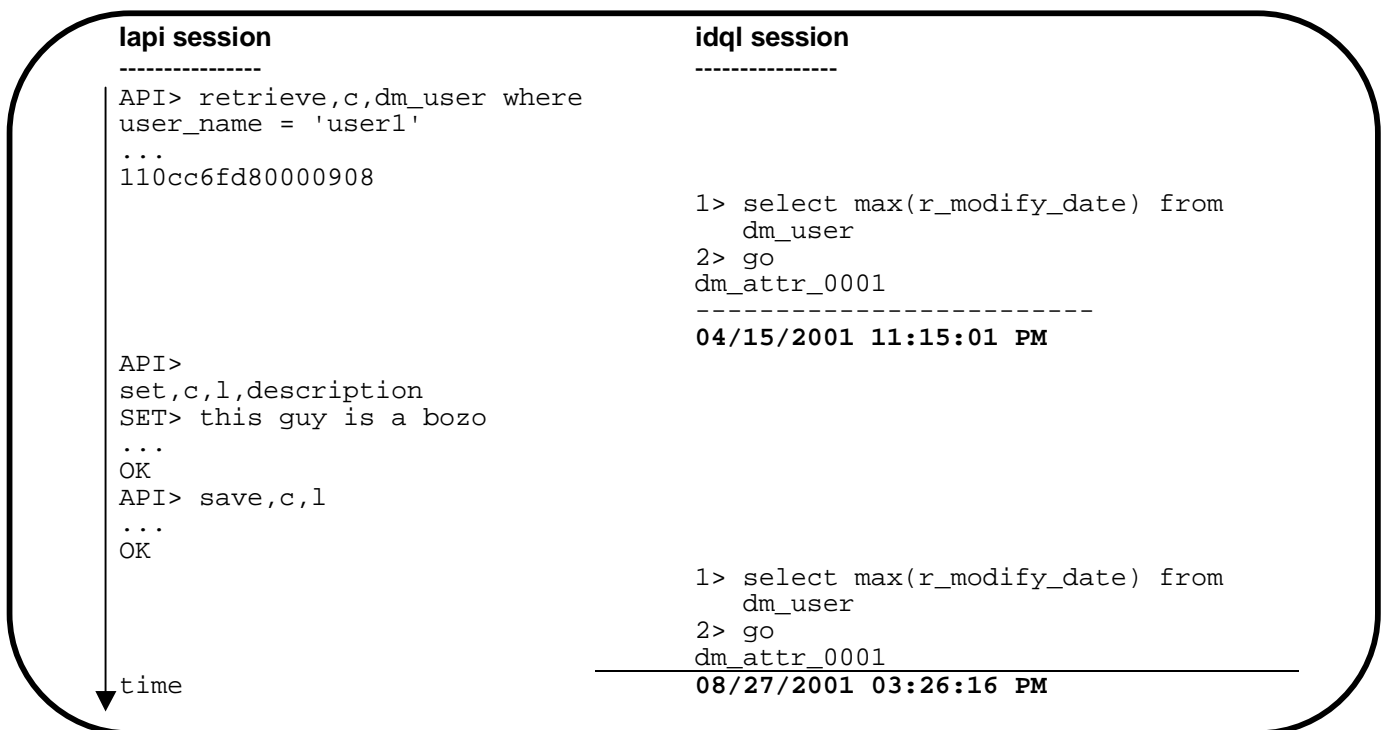 Iapi session idql session
---------------- ----------------
API> retrieve,c,dm_user where
user_name = 'user1'
...
110cc6fd80000908
1> select max(r_modify_date) from
dm_user
2> go
dm_attr_0001
--------------------------
04/15/2001 11:15:01 PM
API>
set,c,l,description
SET> this guy is a bozo
...
OK
API> save,c,l
...
OK
1> select max(r_modify_date) from
dm_user
2> go
dm_attr_0001
time 08/27/2001 03:26:16 PM